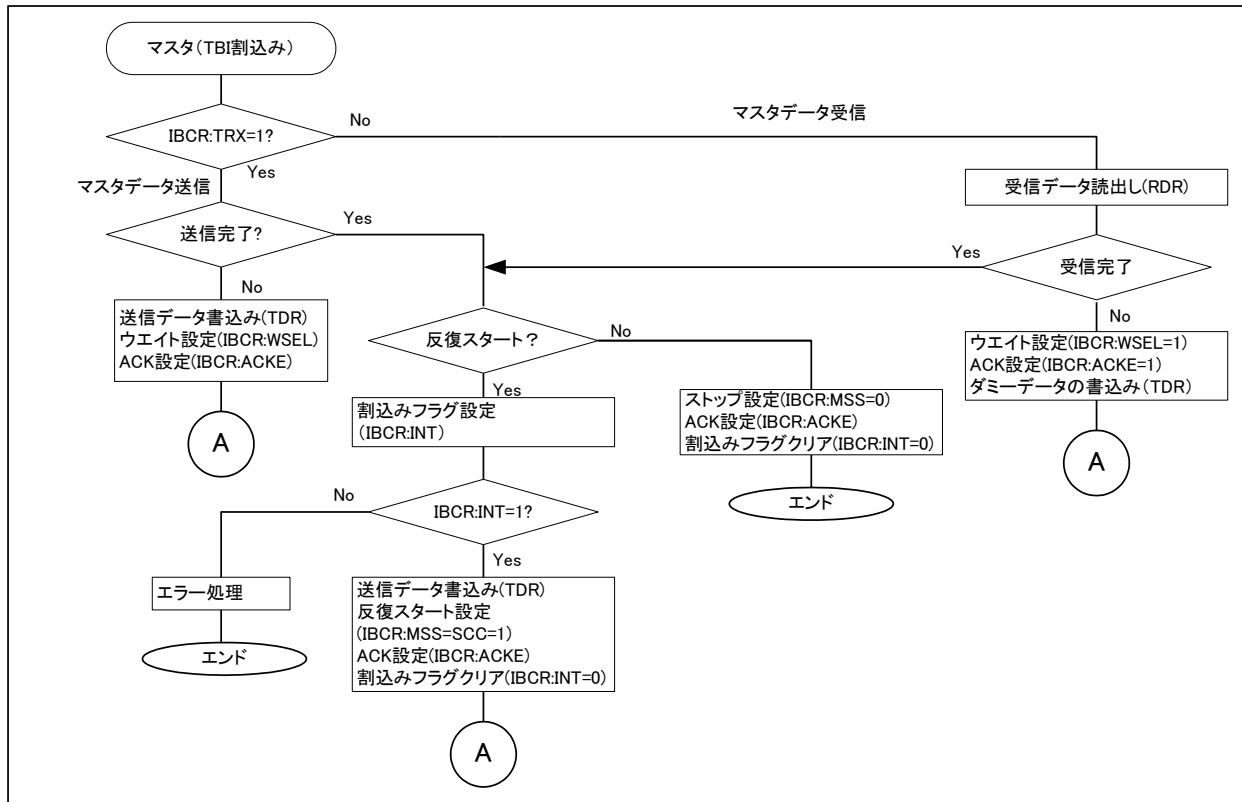 マスタ(TBI割込み)
IBCR:TRX=1?
No
マスタデータ受信
Yes
マスタデータ送信
受信データ読出し(RDR)
送信完了?
Yes
Yes
受信完了
No
送信データ書込み(TDR)
ウエイト設定(IBCR:WSEL)
ACK設定(IBCR:ACKE)
A
反復スタート?
No
No
ウエイト設定(IBCR:WSEL=1)
ACK設定(IBCR:ACKE=1)
ダミーデータの書込み(TDR)
A
Yes
割込みフラグ設定
(IBCR:INT)
ストップ設定(IBCR:MSS=0)
ACK設定(IBCR:ACKE)
割込みフラグクリア(IBCR:INT=0)
エンド
No
IBCR:INT=1?
Yes
エラー処理
エンド
送信データ書込み(TDR)
反復スタート設定
(IBCR:MSS=SCC=1)
ACK設定(IBCR:ACKE)
割込みフラグクリア(IBCR:INT=0)
A